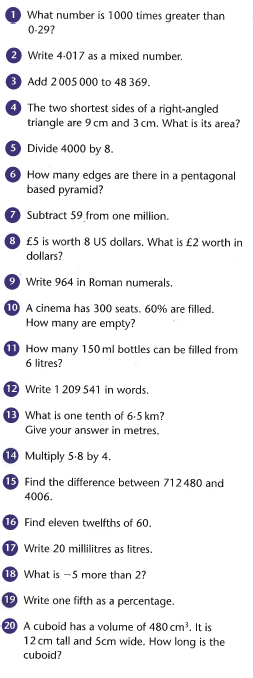 1 What number is 1000 times greater than
0·29?
2 Write 4·017 as a mixed number.
3 Add 2 005 000 to 48 369.
4 The two shortest sides of a right-angled
triangle are 9 cm and 3 cm. What is its area?
5 Divide 4000 by 8.
6 How many edges are there in a pentagonal
based pyramid?
7 Subtract 59 from one million.
8 £5 is worth 8 US dollars. What is £2 worth in
dollars?
9 Write 964 in Roman numerals.
10 A cinema has 300 seats. 60% are filled.
How many are empty?
11 How many 150 ml bottles can be filled from
6 litres?
12 Write 1 209 541 in words.
13 What is one tenth of 6·5 km?
Give your answer in metres.
14 Multiply 5·8 by 4.
15 Find the difference between 712 480 and
4006.
16 Find eleven twelfths of 60.
17 Write 20 millilitres as litres.
18 What is −5 more than 2?
19 Write one fifth as a percentage.
20 A cuboid has a volume of 480 cm³. It is
12 cm tall and 5cm wide. How long is the
cuboid?